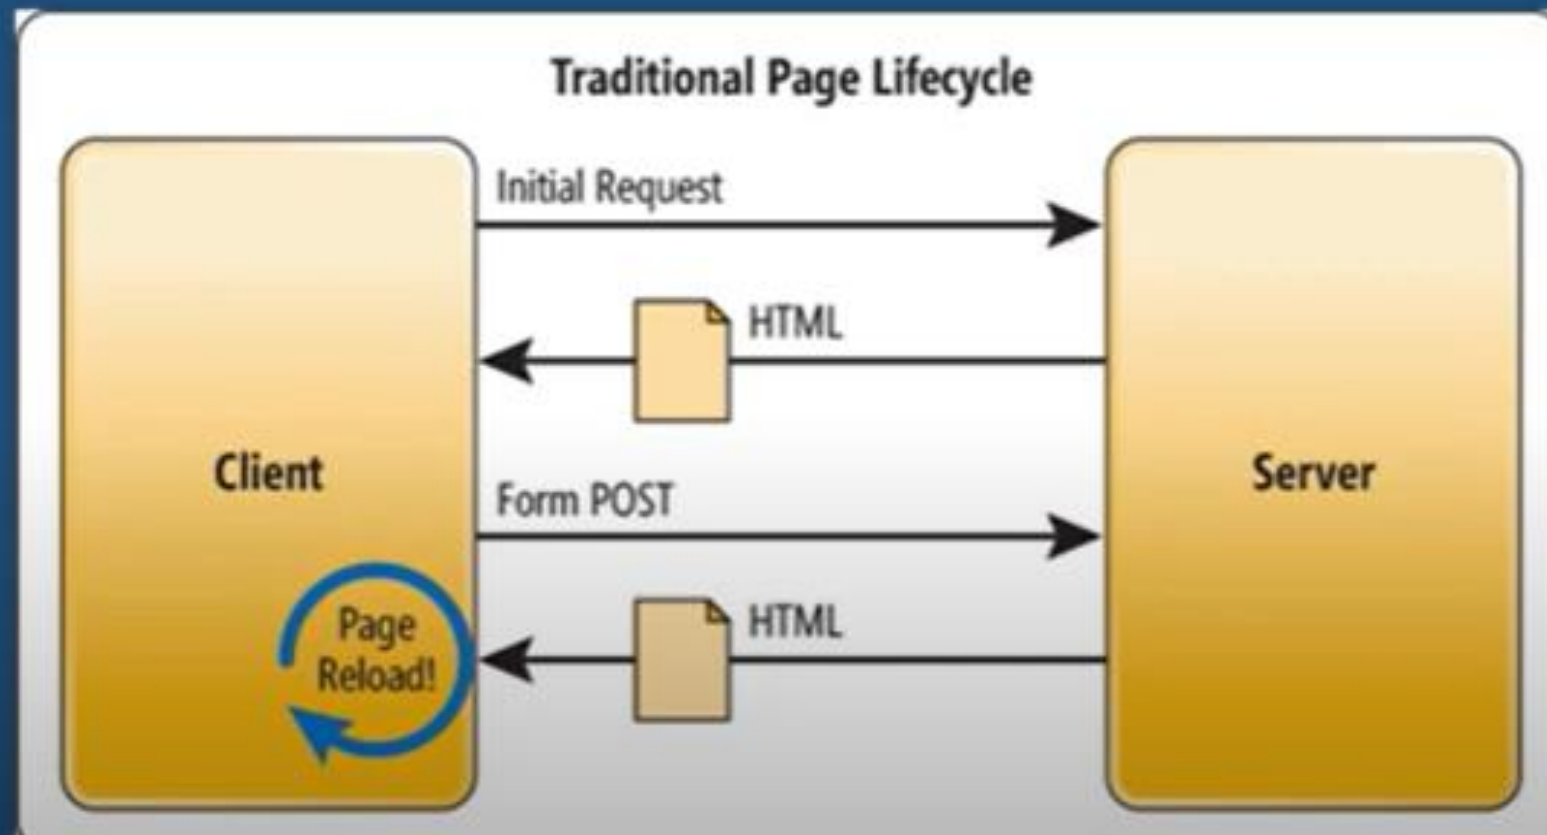 Traditional Page Lifecycle
Initial Request
HTML
Client
Server
Form POST
HTML
Page
Reload!